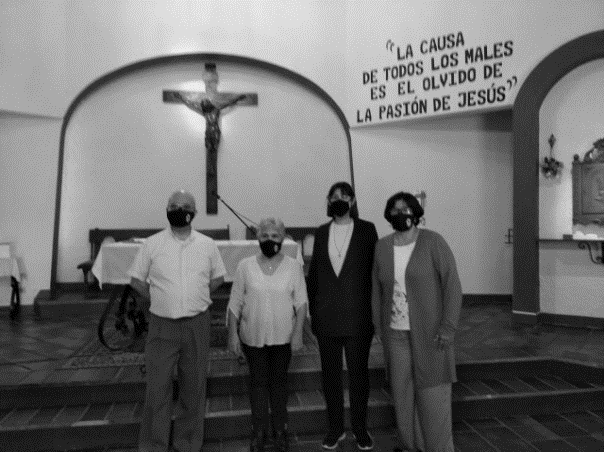 “LA CAUSA
DE TODOS LOS MALES
ES EL OLVIDO DE
LA PASIÓN DE JESÚS”